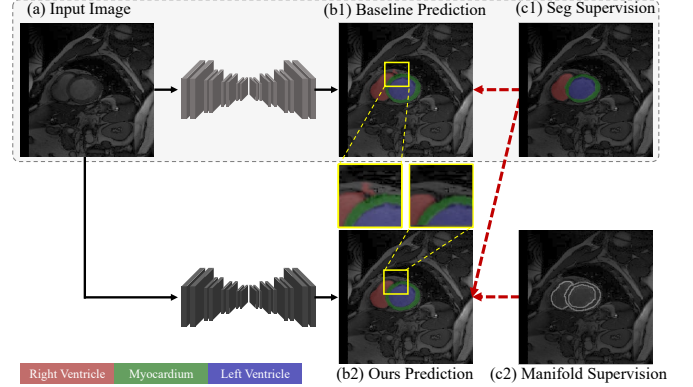 (a) Input Image
(b1) Baseline Prediction
(c1) Seg Supervision
(b2) Ours Prediction
(c2) Manifold Supervision
Right Ventricle
Myocardium
Left Ventricle